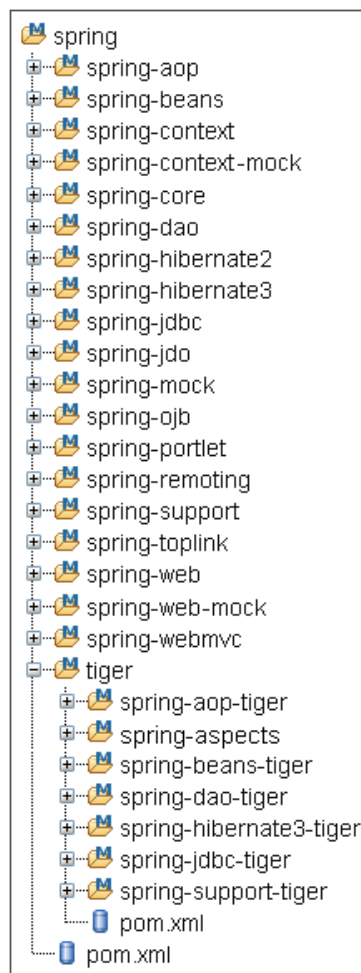 spring
spring-aop
spring-beans
spring-context
spring-context-mock
spring-core
spring-dao
spring-hibernate2
spring-hibernate3
spring-jdbc
spring-jdo
spring-mock
spring-ojb
spring-portlet
spring-remoting
spring-support
spring-toplink
spring-web
spring-web-mock
spring-webmvc
tiger
spring-aop-tiger
spring-aspects
spring-beans-tiger
spring-dao-tiger
spring-hibernate3-tiger
spring-jdbc-tiger
spring-support-tiger
pom.xml
pom.xml